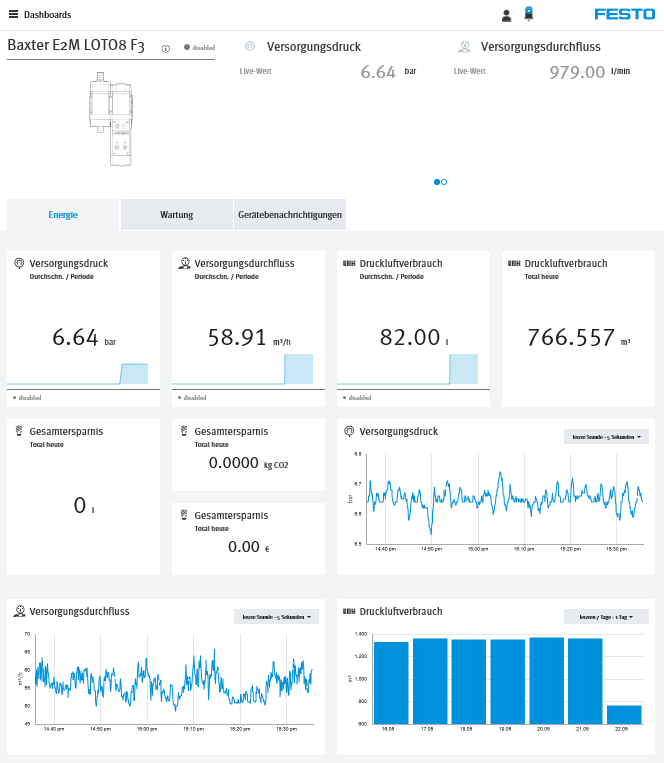 Dashboards
FESTO
Baxter E2M LOTO8 F3
disabled
Versorgungsdruck
Live-Wert
6.64 bar
Versorgungsdurchfluss
Live-Wert
979.00 l/min
Energie
Wartung
Gerätebenachrichtigungen
Versorgungsdruck
Durchschn. / Periode
6.64 bar
disabled
Versorgungsdurchfluss
Durchschn. / Periode
58.91 m³/h
disabled
Druckluftverbrauch
Durchschn. / Periode
82.00 l
disabled
Druckluftverbrauch
Total heute
766.557 m³
Gesamtersparnis
Total heute
0 l
Gesamtersparnis
Total heute
0.0000 kg CO2
Gesamtersparnis
Total heute
0.00 €
Versorgungsdruck
letzte Stunde - 5 Sekunden
6.8
6.7
6.6
6.5
bar
14:40 pm
14:50 pm
15:00 pm
15:10 pm
15:20 pm
15:30 pm
Versorgungsdurchfluss
letzte Stunde - 5 Sekunden
70
65
60
55
50
45
m³/h
14:40 pm
14:50 pm
15:00 pm
15:10 pm
15:20 pm
15:30 pm
Druckluftverbrauch
letzten 7 Tage - 1 Tag
1,400
1,200
1,000
800
600
m³
16.05
17.05
18.05
19.05
20.05
21.05
22.05